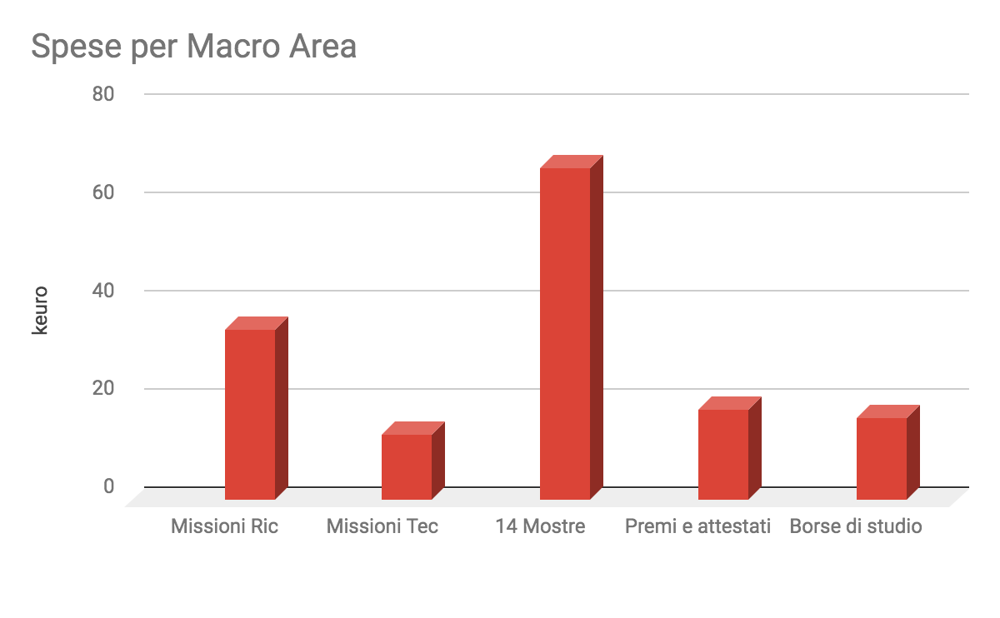 Spese per Macro Area
80
60
40
20
0
keuro
Missioni Ric
Missioni Tec
14 Mostre
Premi e attestati
Borse di studio